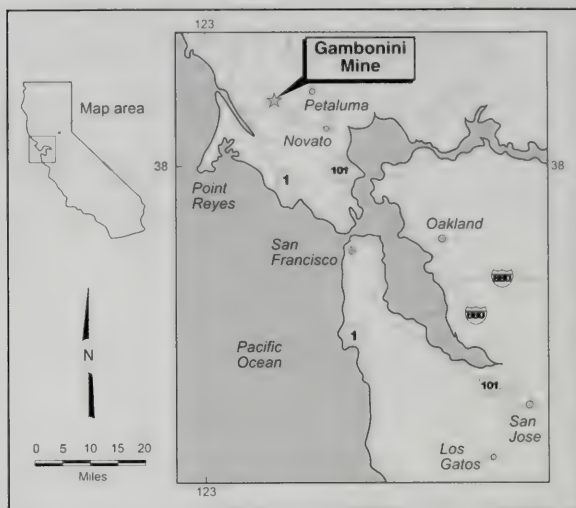 123
Gambonini
Mine
Map area
Petaluma
Novato
38
38
Point
Reyes
1
101
Oakland
San
Francisco
880
1
Pacific
Ocean
N
101
San
Jose
Los
Gatos
0 5 10 15 20
Miles
123